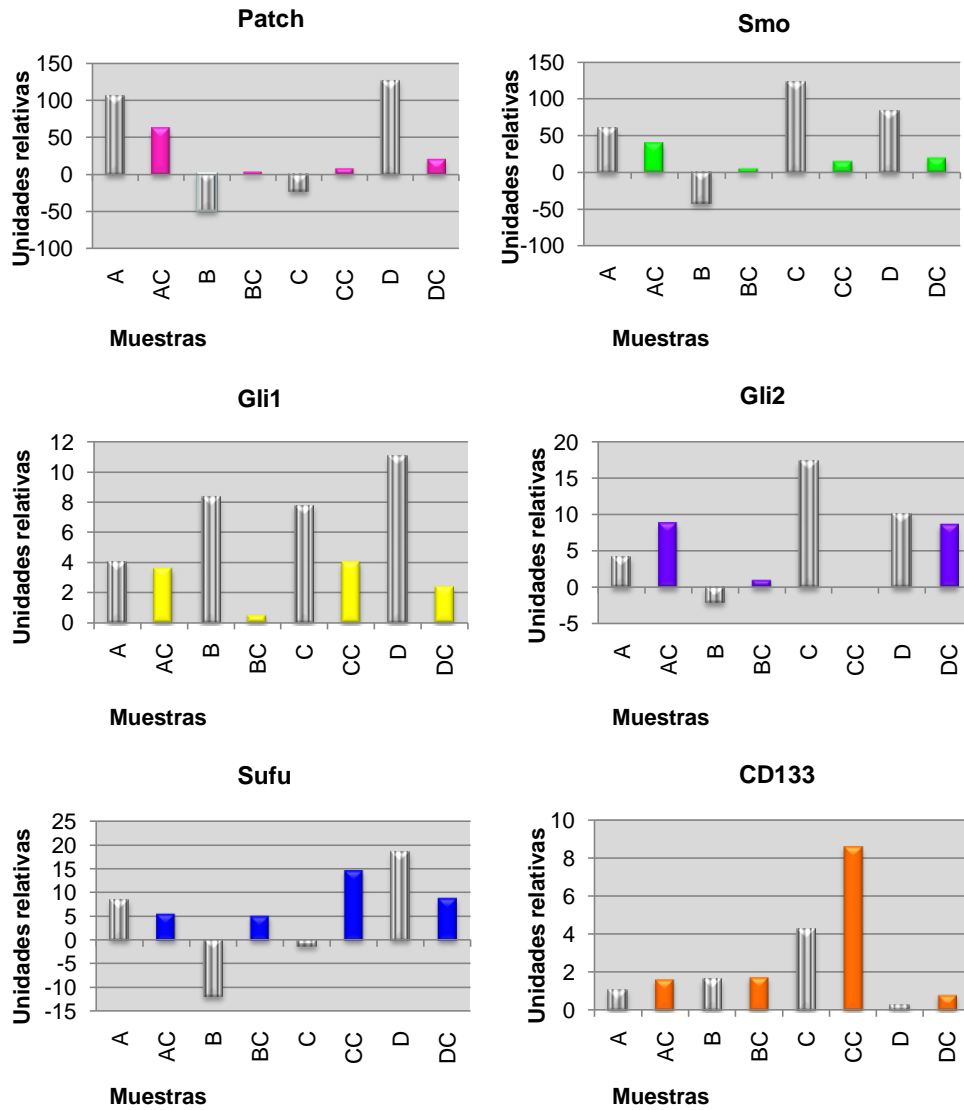 Patch
Unidades relativas
150
100
50
0
-50
-100
A AC B BC C CC D DC
Muestras
Smo
Unidades relativas
150
100
50
0
-50
-100
A AC B BC C CC D DC
Muestras
Gli1
Unidades relativas
12
10
8
6
4
2
0
A AC B BC C CC D DC
Muestras
Gli2
Unidades relativas
20
15
10
5
0
-5
A AC B BC C CC D DC
Muestras
Sufu
Unidades relativas
25
20
15
10
5
0
-5
-10
-15
A AC B BC C CC D DC
Muestras
CD133
Unidades relativas
10
8
6
4
2
0
A AC B BC C CC D DC
Muestras